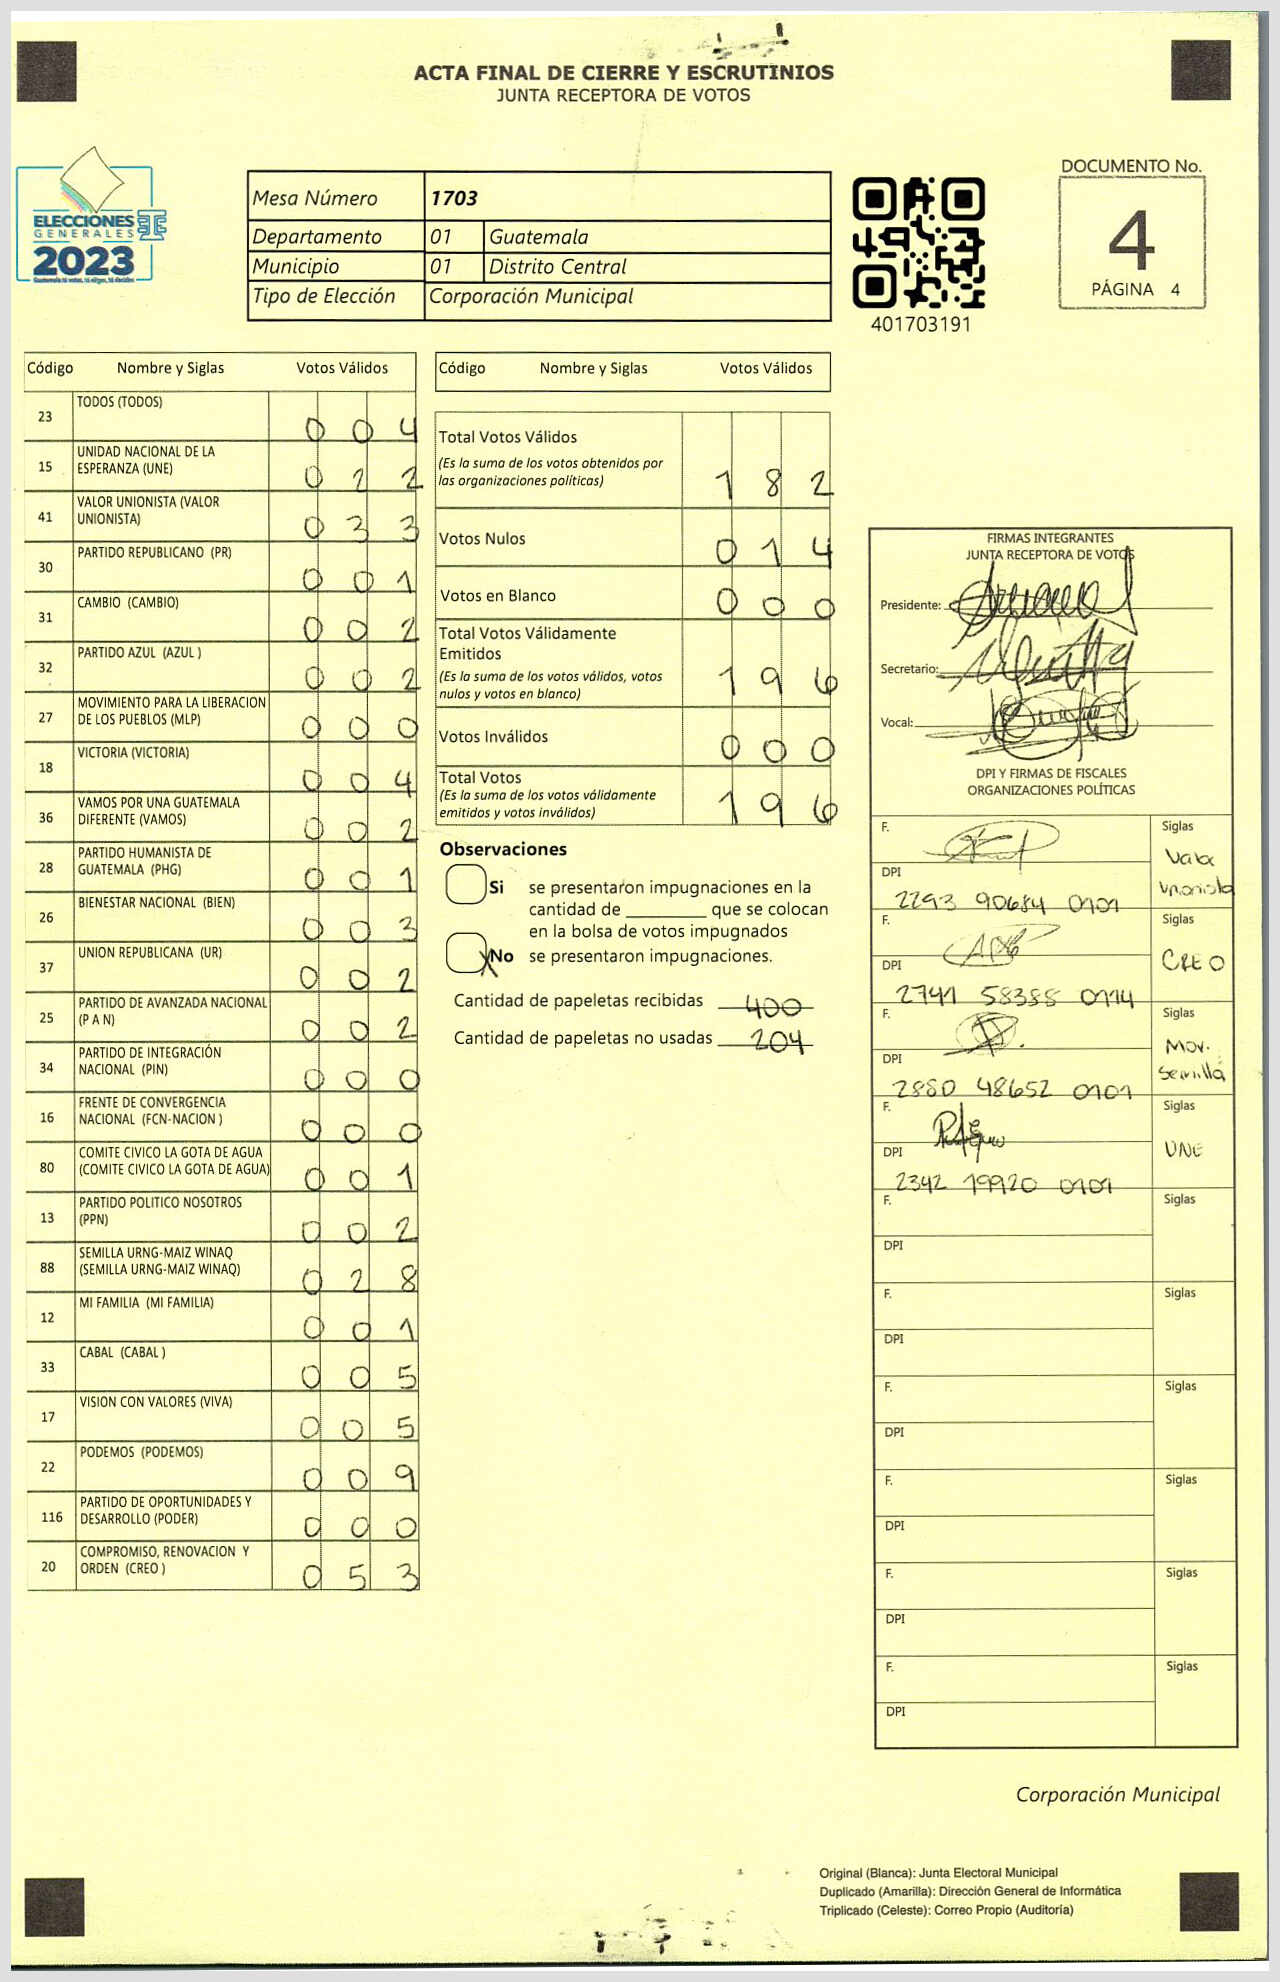 ACTA FINAL DE CIERRE Y ESCRUTINIOS
JUNTA RECEPTORA DE VOTOS
ELECCIONES
GENERALES
2023
Mesa Número 1703
Departamento 01 Guatemala
Municipio 01 Distrito Central
Tipo de Elección Corporación Municipal
401703191
DOCUMENTO No.
4
PÁGINA 4
Código Nombre y Siglas Votos Válidos
23 TODOS (TODOS) 0 0 4
15 UNIDAD NACIONAL DE LA
ESPERANZA (UNE) 0 2 2
41 VALOR UNIONISTA (VALOR
UNIONISTA) 0 3 3
30 PARTIDO REPUBLICANO (PR) 0 0 1
31 CAMBIO (CAMBIO) 0 0 2
32 PARTIDO AZUL (AZUL ) 0 0 2
27 MOVIMIENTO PARA LA LIBERACION
DE LOS PUEBLOS (MLP) 0 0 0
18 VICTORIA (VICTORIA) 0 0 4
36 VAMOS POR UNA GUATEMALA
DIFERENTE (VAMOS) 0 0 2
28 PARTIDO HUMANISTA DE
GUATEMALA (PHG) 0 0 1
26 BIENESTAR NACIONAL (BIEN) 0 0 3
37 UNION REPUBLICANA (UR) 0 0 2
25 PARTIDO DE AVANZADA NACIONAL
(P A N) 0 0 2
34 PARTIDO DE INTEGRACIÓN
NACIONAL (PIN) 0 0 0
16 FRENTE DE CONVERGENCIA
NACIONAL (FCN-NACION ) 0 0 0
80 COMITE CIVICO LA GOTA DE AGUA
(COMITE CIVICO LA GOTA DE AGUA) 0 0 1
13 PARTIDO POLITICO NOSOTROS
(PPN) 0 0 2
88 SEMILLA URNG-MAIZ WINAQ
(SEMILLA URNG-MAIZ WINAQ) 0 2 8
12 MI FAMILIA (MI FAMILIA) 0 0 1
33 CABAL (CABAL ) 0 0 5
17 VISION CON VALORES (VIVA) 0 0 5
22 PODEMOS (PODEMOS) 0 0 9
116 PARTIDO DE OPORTUNIDADES Y
DESARROLLO (PODER) 0 0 0
20 COMPROMISO, RENOVACION Y
ORDEN (CREO ) 0 5 3
Código Nombre y Siglas Votos Válidos
Total Votos Válidos
(Es la suma de los votos obtenidos por
las organizaciones políticas) 1 8 2
Votos Nulos 0 1 4
Votos en Blanco 0 0 0
Total Votos Válidamente
Emitidos
(Es la suma de los votos válidos, votos
nulos y votos en blanco) 1 9 6
Votos Inválidos 0 0 0
Total Votos
(Es la suma de los votos válidamente
emitidos y votos inválidos) 1 9 6
Observaciones
Si se presentaron impugnaciones en la
cantidad de ________ que se colocan
en la bolsa de votos impugnados
X No se presentaron impugnaciones.
Cantidad de papeletas recibidas 400
Cantidad de papeletas no usadas 204
FIRMAS INTEGRANTES
JUNTA RECEPTORA DE VOTOS
Presidente:
Secretario:
Vocal:
DPI Y FIRMAS DE FISCALES
ORGANIZACIONES POLÍTICAS
F. Siglas
Valor
Unionista
DPI
2293 90684 0101
F. Siglas
CREO
DPI
2741 58388 0114
F. Siglas
Mov.
Semilla
DPI
2880 48652 0101
F. Siglas
UNE
DPI
2342 19920 0101
F. Siglas
DPI
F. Siglas
DPI
F. Siglas
DPI
F. Siglas
DPI
F. Siglas
DPI
F. Siglas
DPI
Corporación Municipal
Original (Blanca): Junta Electoral Municipal
Duplicado (Amarilla): Dirección General de Informática
Triplicado (Celeste): Correo Propio (Auditoría)